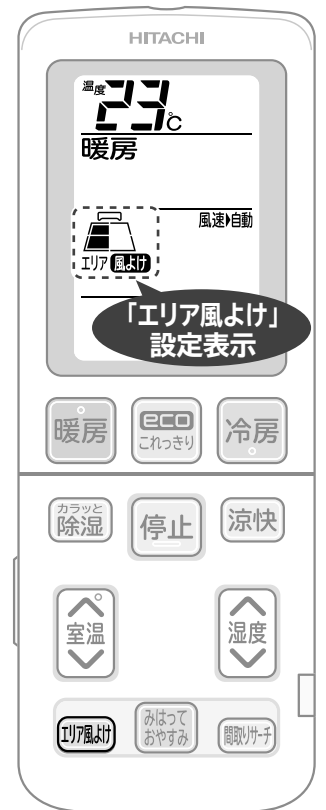 HITACHI
温度23℃
暖房
風速▶自動
エリア 風よけ
「エリア風よけ」
設定表示
暖房
eco
これっきり
冷房
カラッと
除湿
停止
涼快
室温
湿度
エリア風よけ
みはって
おやすみ
間取りサーチ